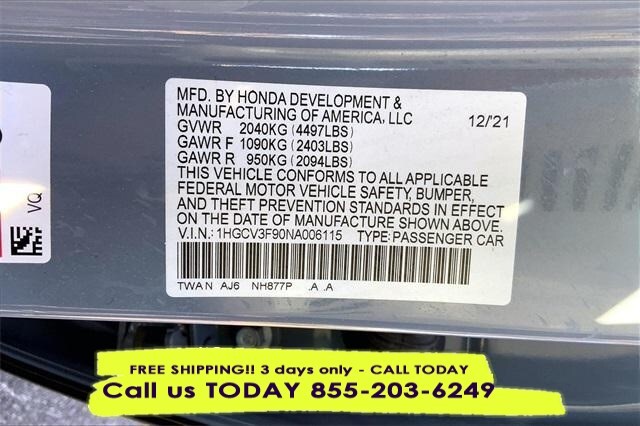 MFD. BY HONDA DEVELOPMENT &
MANUFACTURING OF AMERICA, LLC 12/'21
GVWR 2040KG (4497LBS)
GAWR F 1090KG (2403LBS)
GAWR R 950KG (2094LBS)
THIS VEHICLE CONFORMS TO ALL APPLICABLE
FEDERAL MOTOR VEHICLE SAFETY, BUMPER,
AND THEFT PREVENTION STANDARDS IN EFFECT
ON THE DATE OF MANUFACTURE SHOWN ABOVE.
V.I.N.: 1HGCV3F90NA006115 TYPE: PASSENGER CAR
TWA N AJ6 NH877P .A .A
VQ
FREE SHIPPING!! 3 days only - CALL TODAY
Call us TODAY 855-203-6249